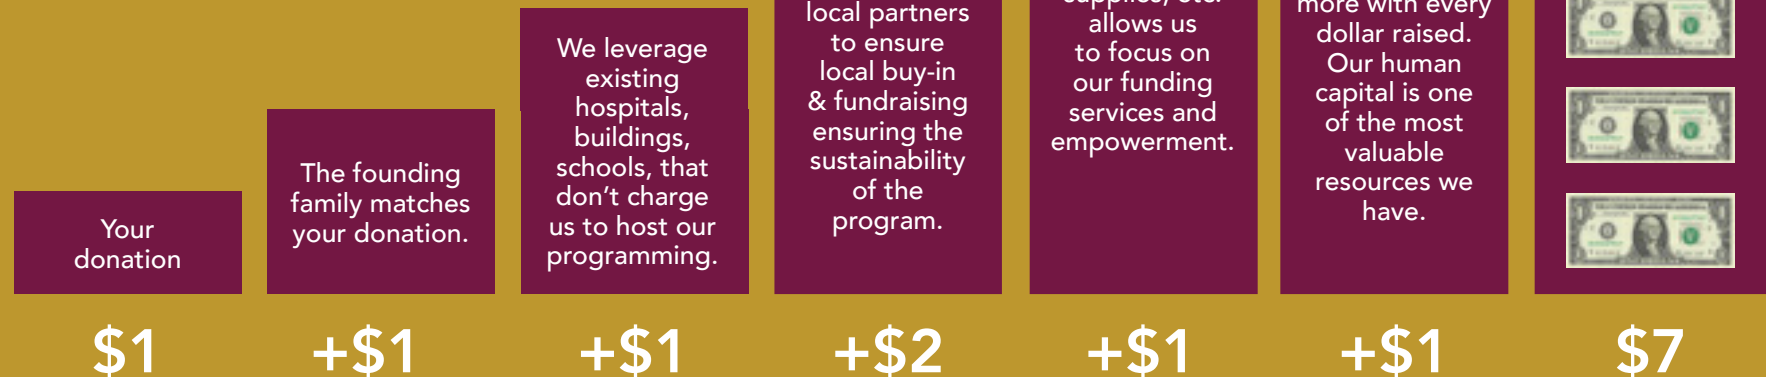 Your
donation
The founding
family matches
your donation.
We leverage
existing
hospitals,
buildings,
schools, that
don’t charge
us to host our
programming.
local partners
to ensure
local buy-in
& fundraising
ensuring the
sustainability
of the
program.
allows us
to focus on
our funding
services and
empowerment.
more with every
dollar raised.
Our human
capital is one
of the most
valuable
resources we
have.
$1
+$1
+$1
+$2
+$1
+$1
$7